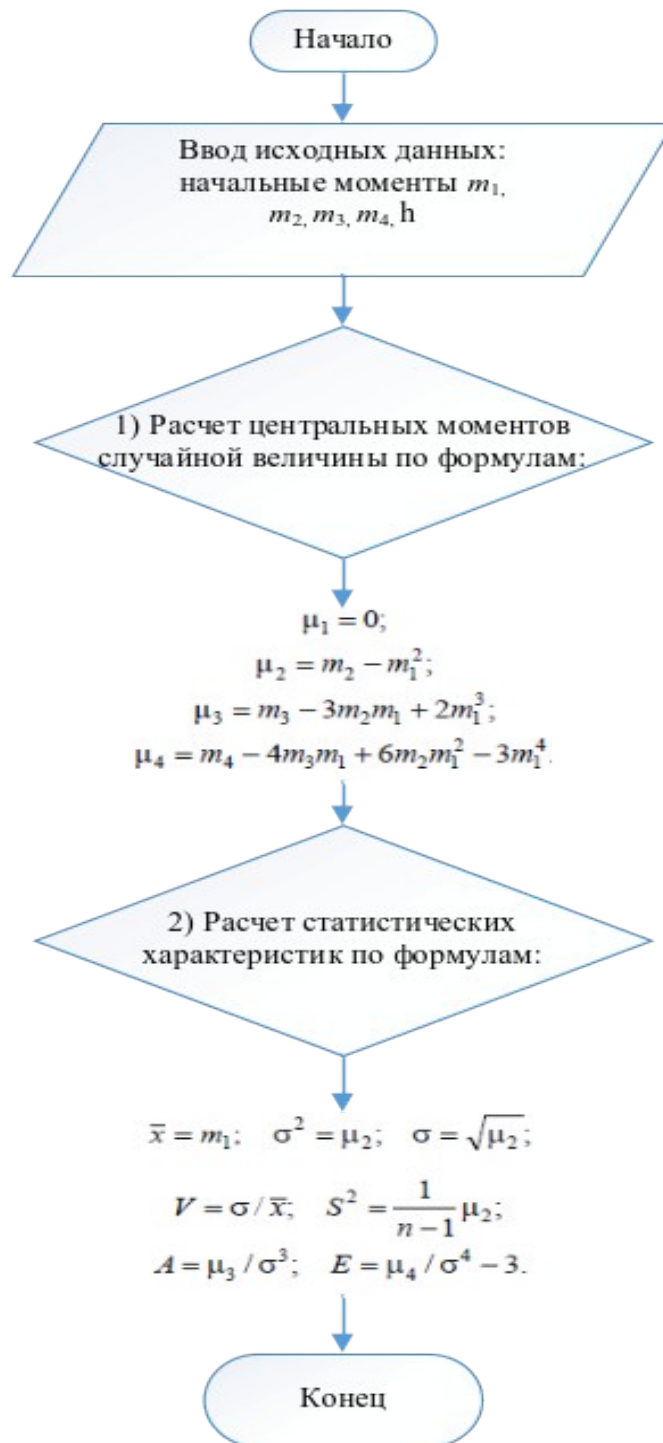 Начало
Ввод исходных данных:
начальные моменты m₁,
m₂, m₃, m₄, h
1) Расчет центральных моментов
случайной величины по формулам:
μ₁ = 0;
μ₂ = m₂ − m₁²;
μ₃ = m₃ − 3m₂m₁ + 2m₁³;
μ₄ = m₄ − 4m₃m₁ + 6m₂m₁² − 3m₁⁴.
2) Расчет статистических
характеристик по формулам:
x̅ = m₁; σ² = μ₂; σ = √μ₂;
V = σ / x̅; S² = 1/(n − 1) μ₂;
A = μ₃ / σ³; E = μ₄ / σ⁴ − 3.
Конец